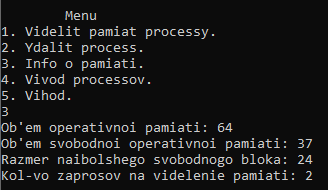 Menu
1. Videlit pamiat processy.
2. Ydalit process.
3. Info o pamiati.
4. Vivod processov.
5. Vihod.
3
Ob'em operativnoi pamiati: 64
Ob'em svobodnoi operativnoi pamiati: 37
Razmer naibolshego svobodnogo bloka: 24
Kol-vo zaprosov na videlenie pamiati: 2